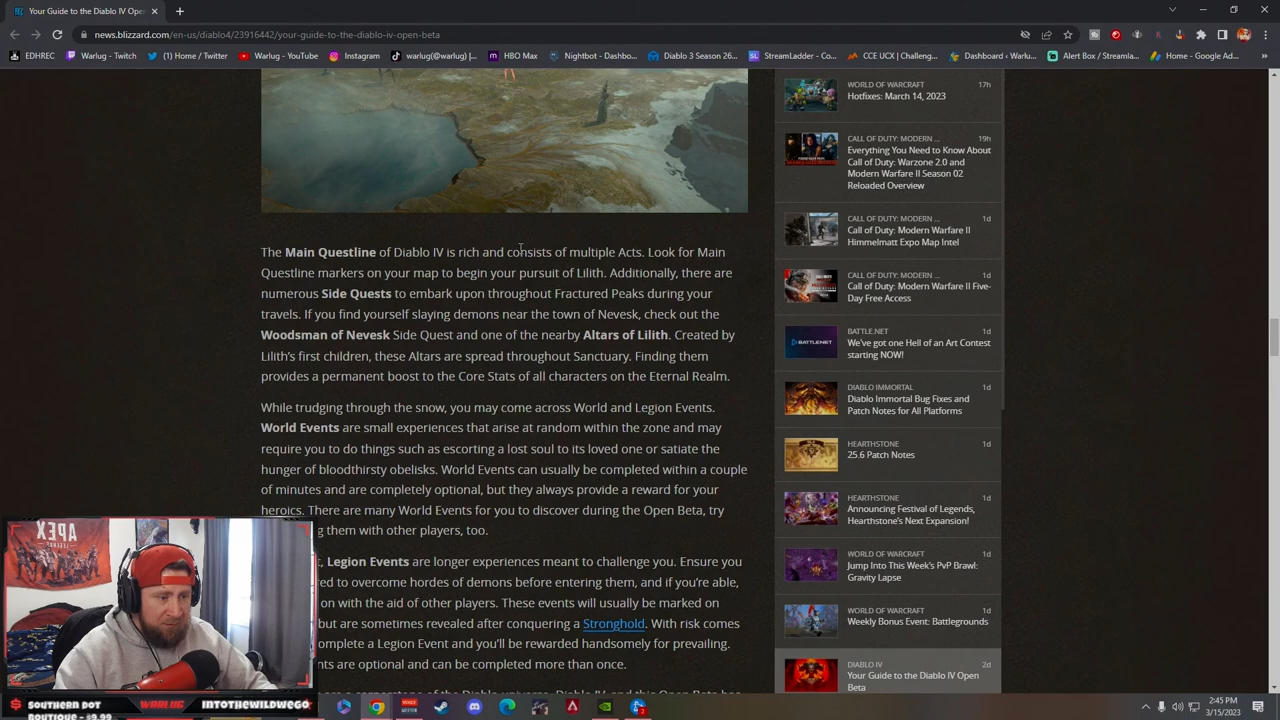 Your Guide to the Diablo IV Open
news.blizzard.com/en-us/diablo4/23916442/your-guide-to-the-diablo-iv-open-beta
EDHREC
Warlug - Twitch
(1) Home / Twitter
Warlug - YouTube
Instagram
warlug(@warlug) |...
HBO Max
Nightbot - Dashbo...
Diablo 3 Season 26...
StreamLadder - Co...
CCE UCX | Challeng...
Dashboard ‹ Warlu...
Alert Box / Streamla...
Home - Google Ad...
The Main Questline of Diablo IV is rich and consists of multiple Acts. Look for Main
Questline markers on your map to begin your pursuit of Lilith. Additionally, there are
numerous Side Quests to embark upon throughout Fractured Peaks during your
travels. If you find yourself slaying demons near the town of Nevesk, check out the
Woodsman of Nevesk Side Quest and one of the nearby Altars of Lilith. Created by
Lilith's first children, these Altars are spread throughout Sanctuary. Finding them
provides a permanent boost to the Core Stats of all characters on the Eternal Realm.
While trudging through the snow, you may come across World and Legion Events.
World Events are small experiences that arise at random within the zone and may
require you to do things such as escorting a lost soul to its loved one or satiate the
hunger of bloodthirsty obelisks. World Events can usually be completed within a couple
of minutes and are completely optional, but they always provide a reward for your
heroics. There are many World Events for you to discover during the Open Beta, try
them with other players, too.
Legion Events are longer experiences meant to challenge you. Ensure you
to overcome hordes of demons before entering them, and if you're able,
on with the aid of other players. These events will usually be marked on
but are sometimes revealed after conquering a Stronghold. With risk comes
a Legion Event and you'll be rewarded handsomely for prevailing.
are optional and can be completed more than once.
WORLD OF WARCRAFT 17h
Hotfixes: March 14, 2023
CALL OF DUTY: MODERN ... 19h
Everything You Need to Know About
Call of Duty: Warzone 2.0 and
Modern Warfare II Season 02
Reloaded Overview
CALL OF DUTY: MODERN ... 1d
Call of Duty: Modern Warfare II
Himmelmatt Expo Map Intel
CALL OF DUTY: MODERN ... 1d
Call of Duty: Modern Warfare II Five-
Day Free Access
BATTLE.NET 1d
We've got one Hell of an Art Contest
starting NOW!
BATTLE.NET
DIABLO IMMORTAL 1d
Diablo Immortal Bug Fixes and
Patch Notes for All Platforms
HEARTHSTONE 1d
25.6 Patch Notes
HEARTHSTONE 1d
Announcing Festival of Legends,
Hearthstone's Next Expansion!
WORLD OF WARCRAFT 1d
Jump Into This Week's PvP Brawl:
Gravity Lapse
WORLD OF WARCRAFT 1d
Weekly Bonus Event: Battlegrounds
DIABLO IV 2d
Your Guide to the Diablo IV Open
Beta
APEX
SOUTHERN DOT
BOUTIQUE - $9.99
WARLUG
INTOTHEWILDWEGO
2:45 PM
3/15/2023